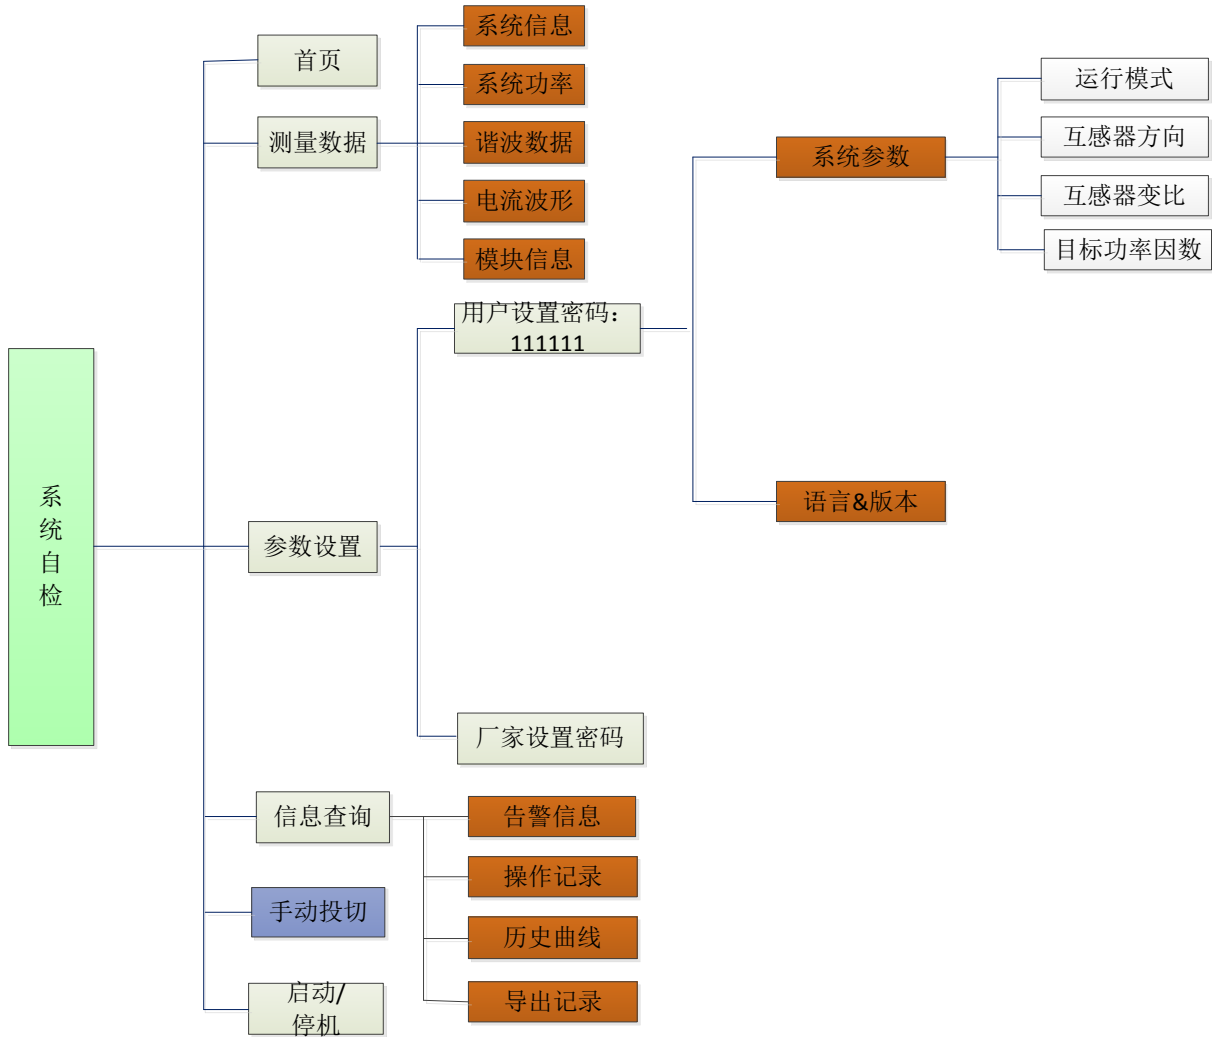 系统自检
首页
测量数据
系统信息
系统功率
谐波数据
电流波形
模块信息
参数设置
用户设置密码：
111111
系统参数
运行模式
互感器方向
互感器变比
目标功率因数
语言&版本
厂家设置密码
信息查询
告警信息
操作记录
历史曲线
导出记录
手动投切
启动/
停机